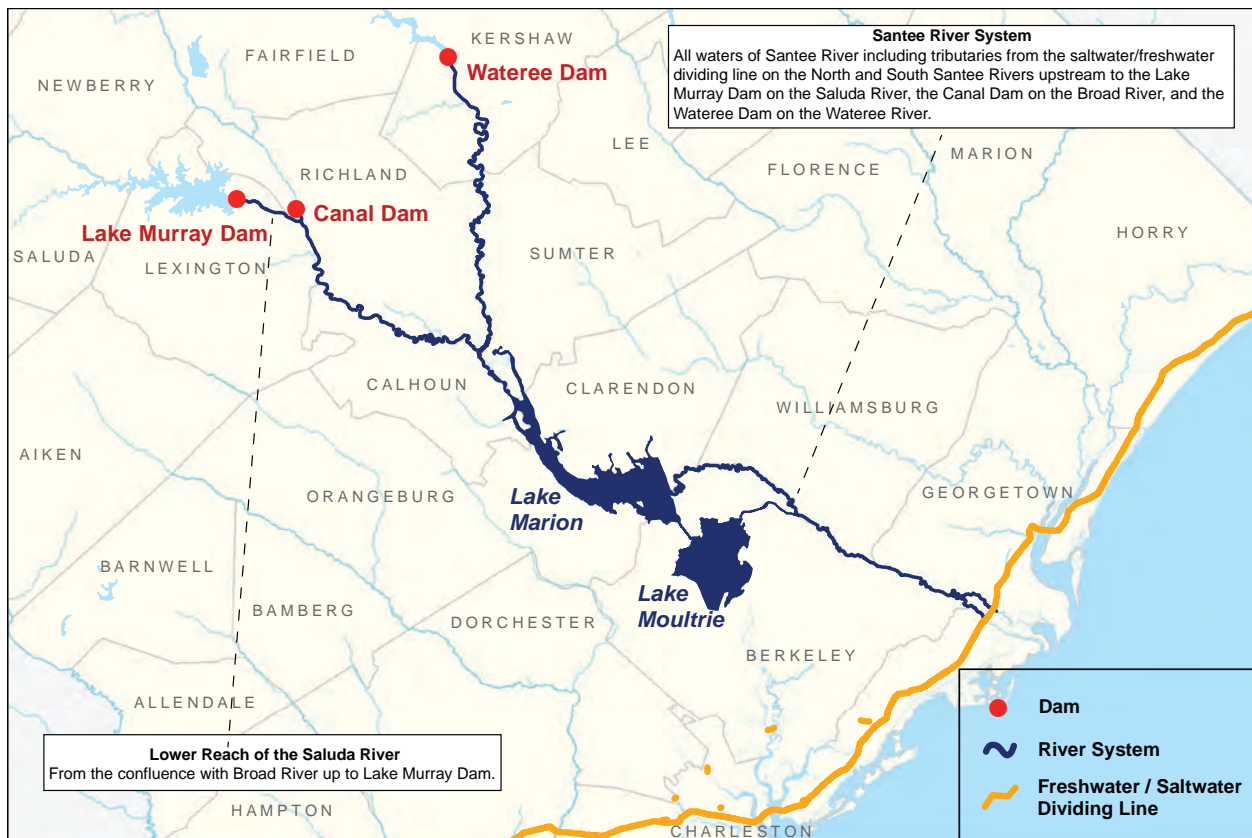 KERSHAW
FAIRFIELD
Wateree Dam
NEWBERRY
Santee River System
All waters of Santee River including tributaries from the saltwater/freshwater
dividing line on the North and South Santee Rivers upstream to the Lake
Murray Dam on the Saluda River, the Canal Dam on the Broad River, and the
Wateree Dam on the Wateree River.
LEE
MARION
FLORENCE
RICHLAND
Canal Dam
Lake Murray Dam
HORRY
SALUDA
LEXINGTON
SUMTER
CALHOUN
CLARENDON
WILLIAMSBURG
AIKEN
ORANGEBURG
Lake
Marion
GEORGETOWN
BARNWELL
BAMBERG
Lake
Moultrie
DORCHESTER
BERKELEY
ALLENDALE
Lower Reach of the Saluda River
From the confluence with Broad River up to Lake Murray Dam.
HAMPTON
CHARLESTON
Dam
River System
Freshwater / Saltwater
Dividing Line